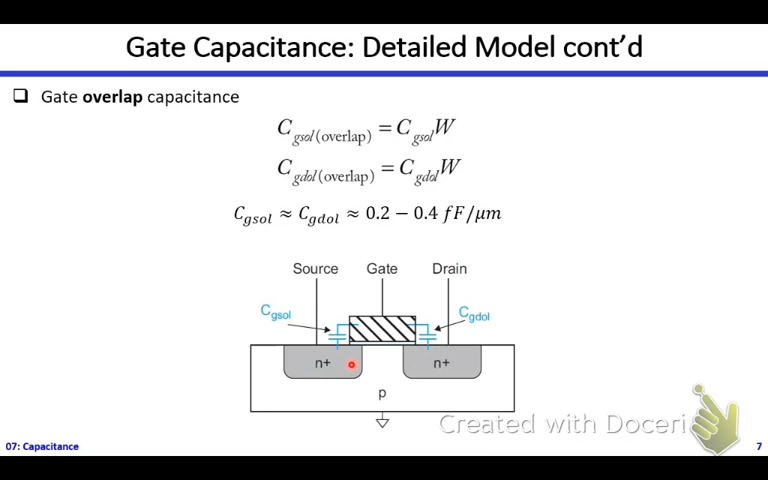 Gate Capacitance: Detailed Model cont'd
❑ Gate overlap capacitance
C_gsol(overlap) = C_gsol W
C_gdol(overlap) = C_gdol W
C_gsol ≈ C_gdol ≈ 0.2 − 0.4 fF/μm
Source Gate Drain
C_gsol C_gdol
n+ n+
p
Created with Doceri
07: Capacitance 7